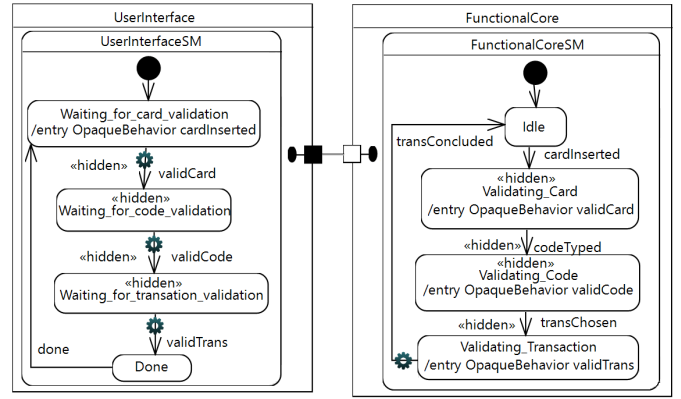 UserInterface
UserInterfaceSM
Waiting_for_card_validation
/entry OpaqueBehavior cardInserted
«hidden»
validCard
«hidden»
Waiting_for_code_validation
«hidden»
validCode
«hidden»
Waiting_for_transation_validation
validTrans
done
Done
FunctionalCore
FunctionalCoreSM
Idle
transConcluded
cardInserted
«hidden»
Validating_Card
/entry OpaqueBehavior validCard
«hidden»
codeTyped
«hidden»
Validating_Code
/entry OpaqueBehavior validCode
«hidden»
transChosen
Validating_Transaction
/entry OpaqueBehavior validTrans